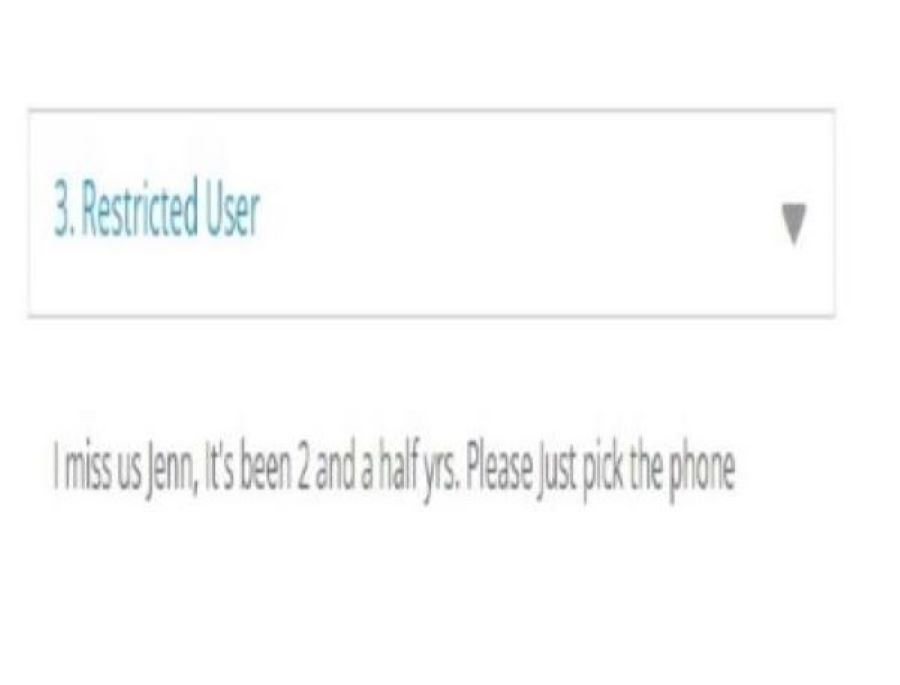 3. Restricted User
I miss us Jenn, It's been 2 and a half yrs. Please Just pick the phone